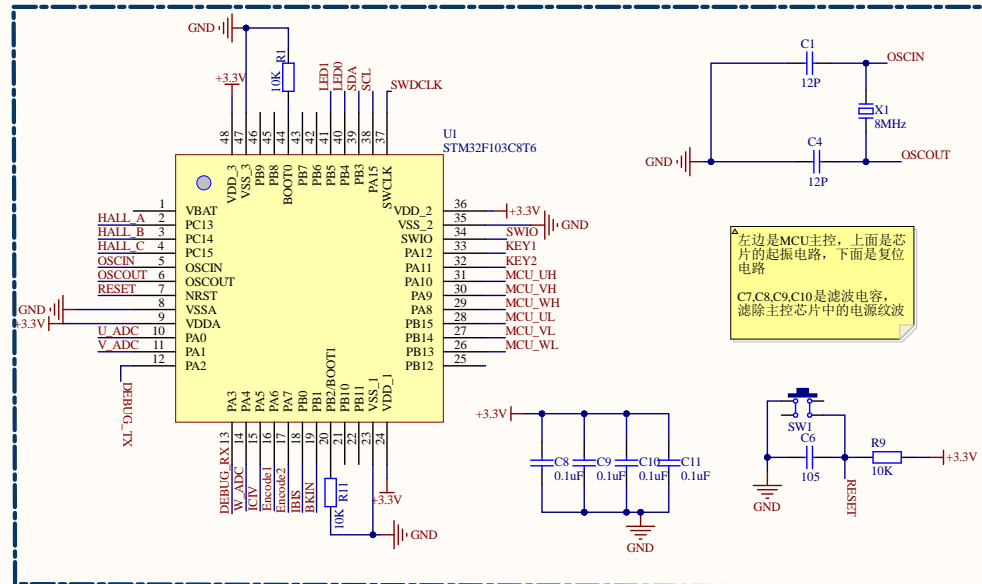 GND
R1
10K
+3.3V
LED1
LED0
SDA
SCL
SWDCLK
48
47
46
45
44
43
42
41
40
39
38
37
VDD_3
VSS_3
PB9
PB8
BOOT0
PB7
PB6
PB5
PB4
PB3
PA15
SWCLK
U1
STM32F103C8T6
1 VBAT
HALL_A 2 PC13
HALL_B 3 PC14
HALL_C 4 PC15
OSCIN 5 OSCIN
OSCOUT 6 OSCOUT
RESET 7 NRST
GND 8 VSSA
+3.3V 9 VDDA
U_ADC 10 PA0
V_ADC 11 PA1
12 PA2
DEBUG_TX
VDD_2 36 +3.3V
VSS_2 35 GND
SWIO 34 SWIO
PA12 33 KEY1
PA11 32 KEY2
PA10 31 MCU_UH
PA9 30 MCU_VH
PA8 29 MCU_WH
PB15 28 MCU_UL
PB14 27 MCU_VL
PB13 26 MCU_WL
PB12 25
PA3
PA4
PA5
PA6
PA7
PB0
PB1
PB2/BOOT1
PB10
PB11
VSS_1
VDD_1
13
14
15
16
17
18
19
20
21
22
23
24
DEBUG_RX
W_ADC
ICIV
Encode1
Encode2
IBIS
BKIN
10K
R11
+3.3V
GND
C1
12P
OSCIN
X1
8MHz
GND
C4
12P
OSCOUT
左边是MCU主控，上面是芯
片的起振电路，下面是复位
电路
C7,C8,C9,C10是滤波电容，
滤除主控芯片中的电源纹波
+3.3V
C8
0.1uF
C9
0.1uF
C10
0.1uF
C11
0.1uF
GND
SW1
C6
105
R9
10K
+3.3V
RESET
GND